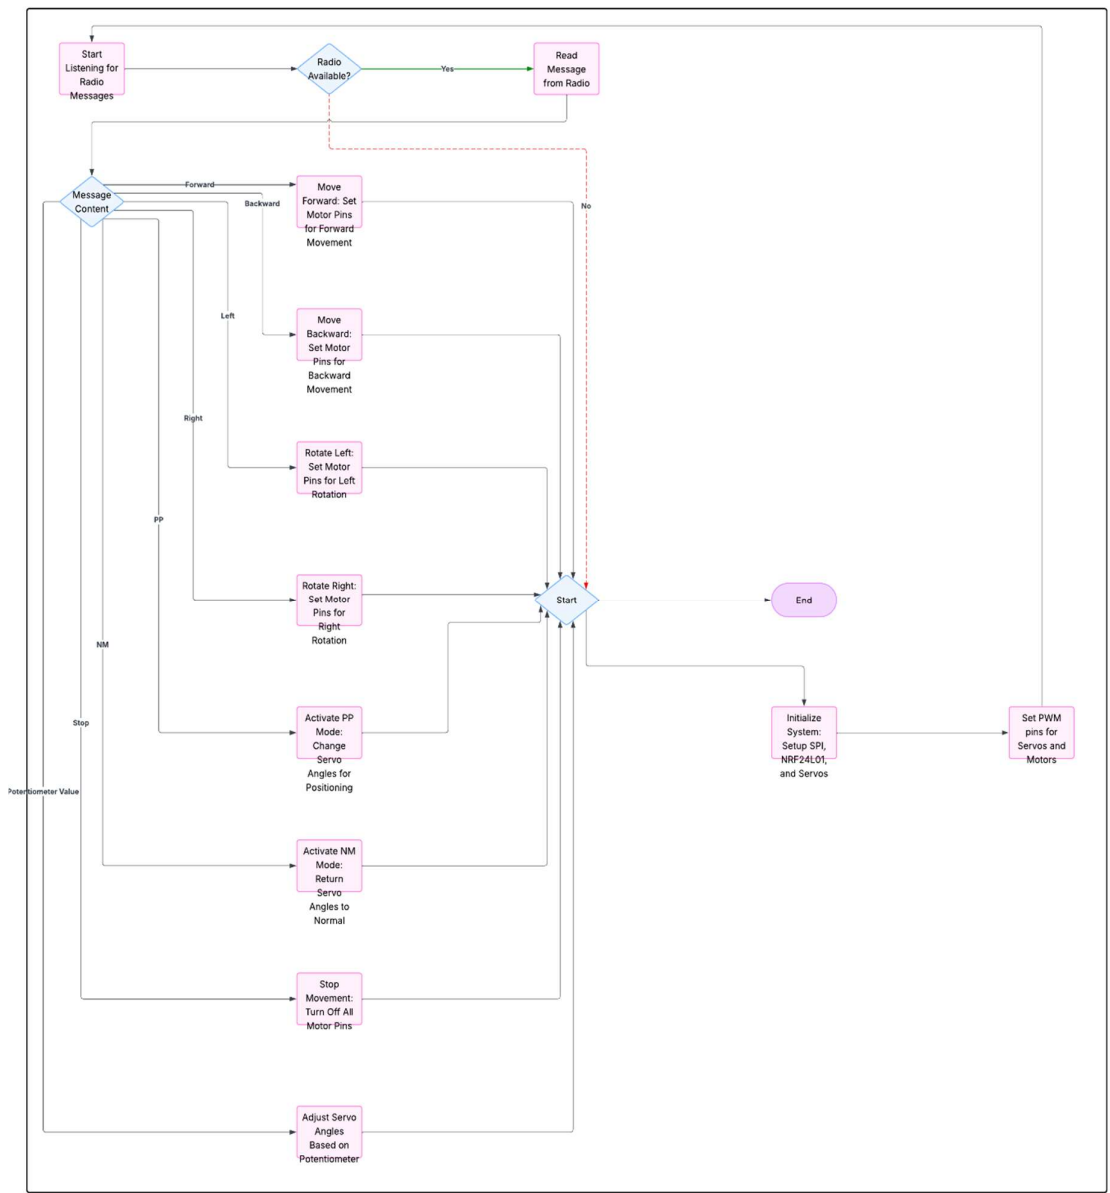 Start
Listening for
Radio
Messages
Radio
Available?
Yes
Read
Message
from Radio
Message
Content
Forward
Backward
Move
Forward: Set
Motor Pins
for Forward
Movement
No
Left
Move
Backward:
Set Motor
Pins for
Backward
Movement
Right
Rotate Left:
Set Motor
Pins for Left
Rotation
PP
Rotate Right:
Set Motor
Pins for
Right
Rotation
Start
End
NM
Stop
Activate PP
Mode:
Change
Servo
Angles for
Positioning
Initialize
System:
Setup SPI,
NRF24L01,
and Servos
Set PWM
pins for
Servos and
Motors
Potentiometer Value
Activate NM
Mode:
Return
Servo
Angles to
Normal
Stop
Movement:
Turn Off All
Motor Pins
Adjust Servo
Angles
Based on
Potentiometer